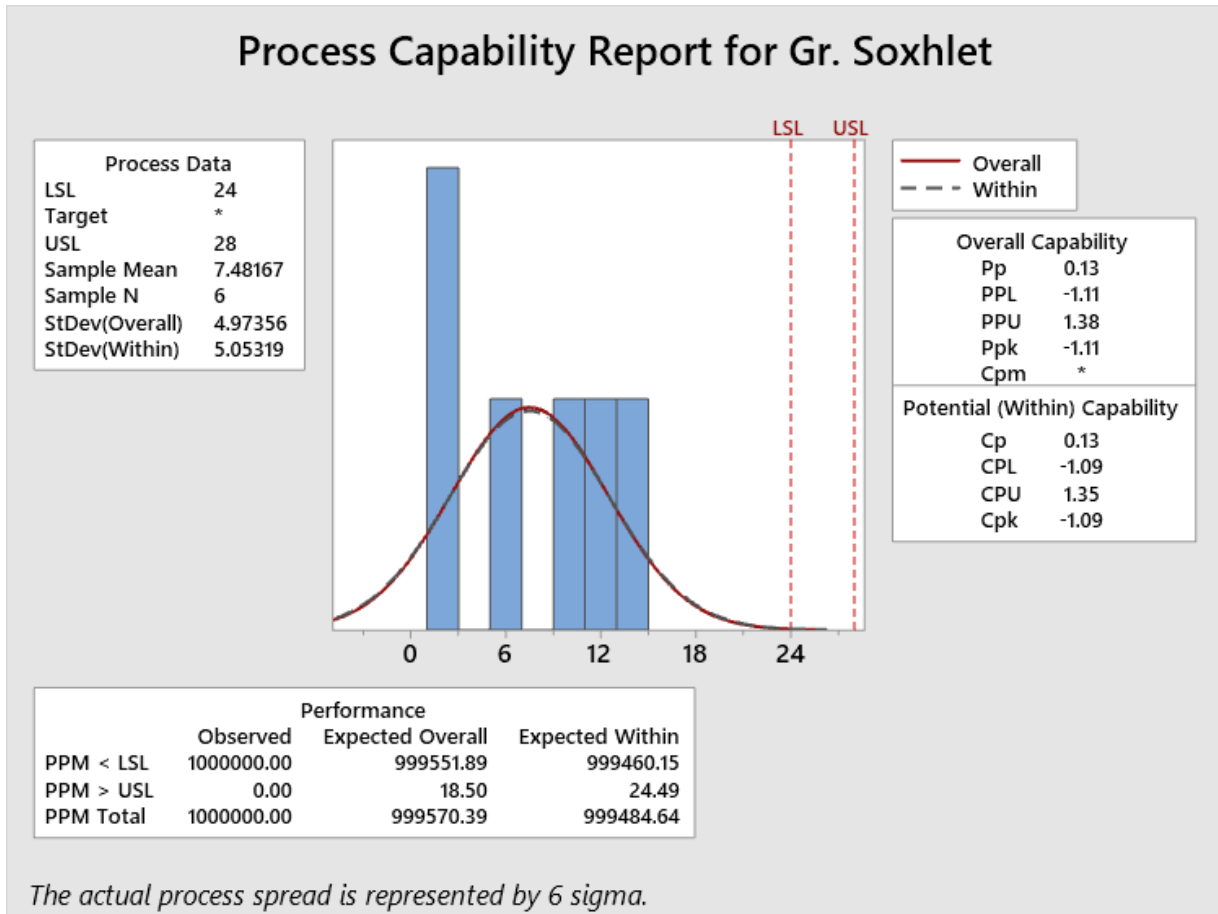 Process Capability Report for Gr. Soxhlet
LSL USL
Process Data
LSL 24
Target *
USL 28
Sample Mean 7.48167
Sample N 6
StDev(Overall) 4.97356
StDev(Within) 5.05319
Overall
Within
Overall Capability
Pp 0.13
PPL -1.11
PPU 1.38
Ppk -1.11
Cpm *
Potential (Within) Capability
Cp 0.13
CPL -1.09
CPU 1.35
Cpk -1.09
0 6 12 18 24
Performance
Observed Expected Overall Expected Within
PPM < LSL 1000000.00 999551.89 999460.15
PPM > USL 0.00 18.50 24.49
PPM Total 1000000.00 999570.39 999484.64
The actual process spread is represented by 6 sigma.